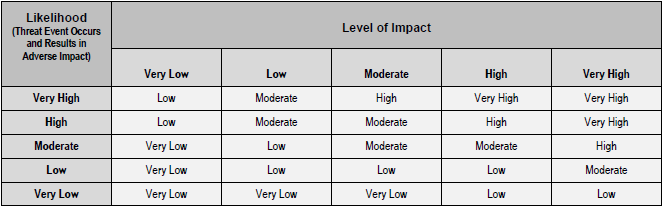 Likelihood
(Threat Event Occurs
and Results in
Adverse Impact)
Level of Impact
Very Low Low Moderate High Very High
Very High Low Moderate High Very High Very High
High Low Moderate Moderate High Very High
Moderate Very Low Low Moderate Moderate High
Low Very Low Low Low Low Moderate
Very Low Very Low Very Low Very Low Low Low